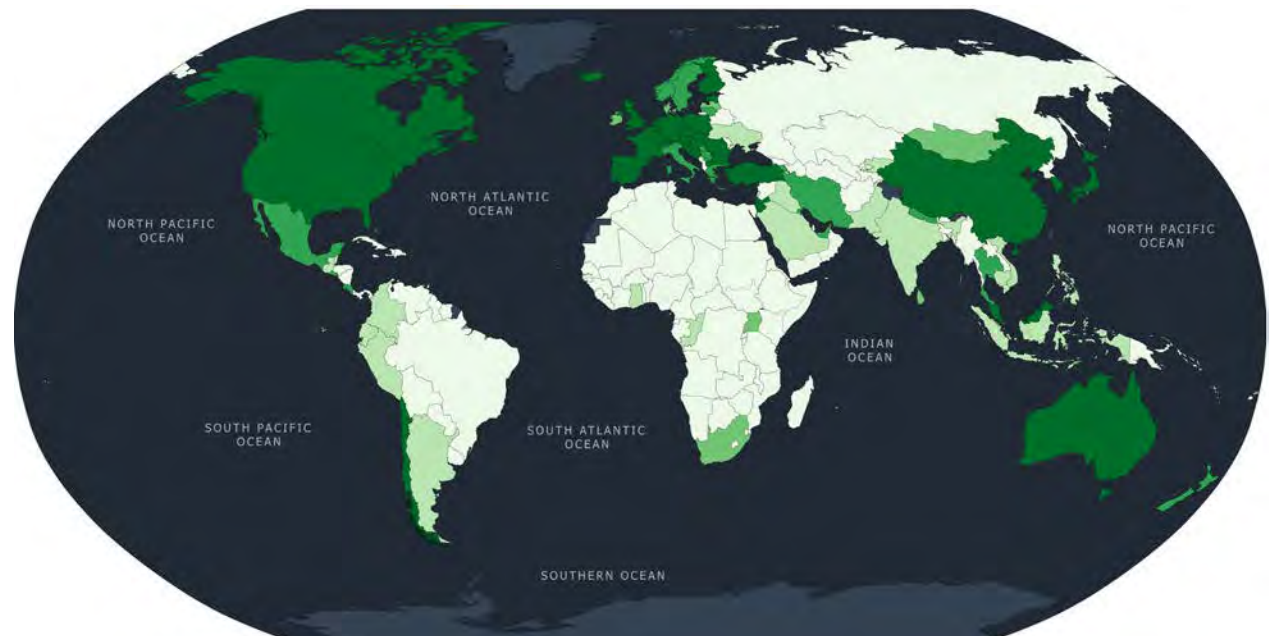 NORTH ATLANTIC
OCEAN
NORTH PACIFIC
OCEAN
NORTH PACIFIC
OCEAN
INDIAN
OCEAN
SOUTH PACIFIC
OCEAN
SOUTH ATLANTIC
OCEAN
SOUTHERN OCEAN